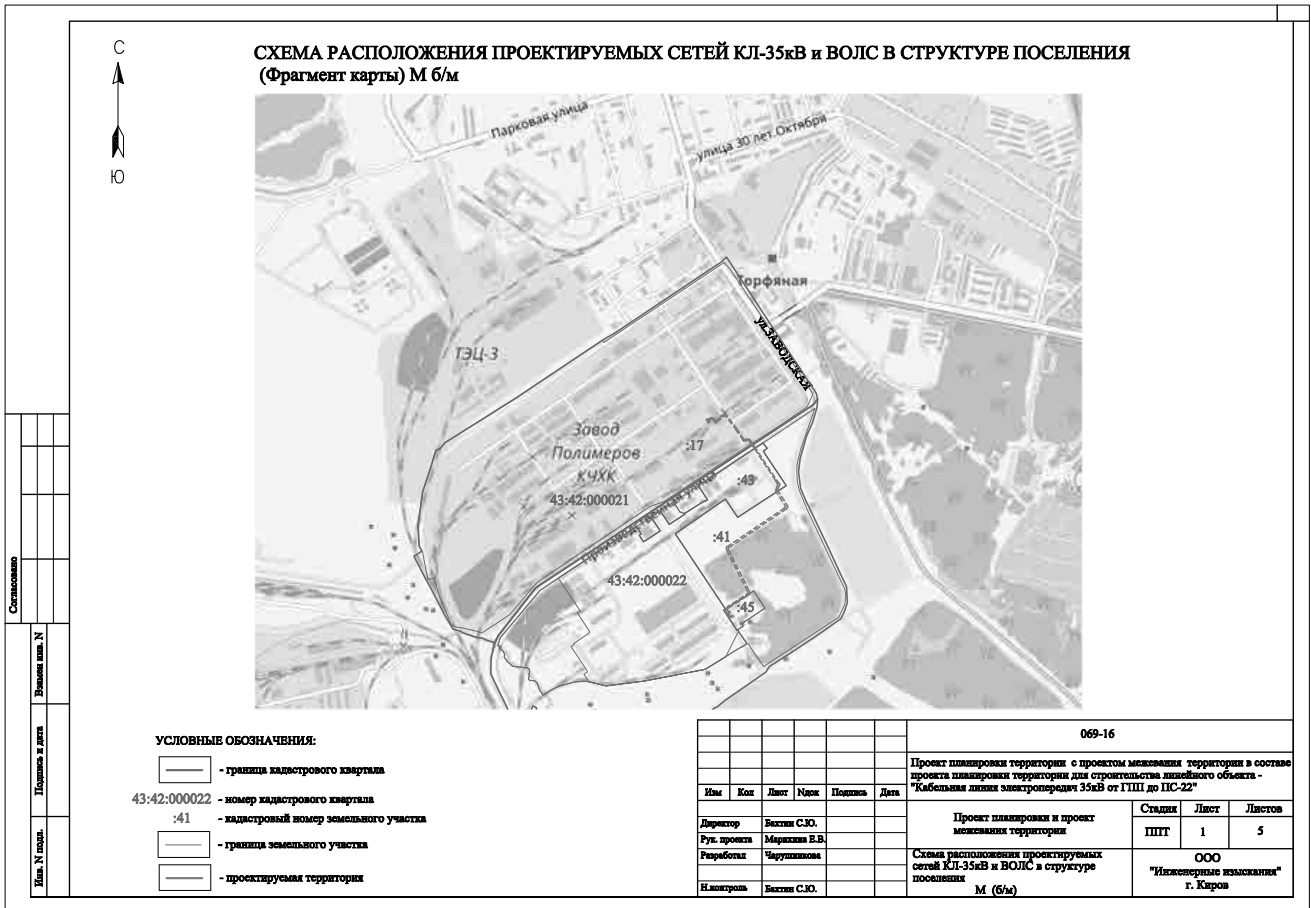 С
Ю
СХЕМА РАСПОЛОЖЕНИЯ ПРОЕКТИРУЕМЫХ СЕТЕЙ КЛ-35кВ и ВОЛС В СТРУКТУРЕ ПОСЕЛЕНИЯ
(Фрагмент карты) М б/м
Парковая улица
улица 30 лет Октября
Торфяная
ул.ЗАВОДСКАЯ
ТЭЦ-3
Завод
Полимеров
КЧХК
43:42:000021
:17
:43
Производственная улица
:41
43:42:000022
:45
Согласовано
Взамен инв. N
Подпись и дата
Инв. N подл.
УСЛОВНЫЕ ОБОЗНАЧЕНИЯ:
- граница кадастрового квартала
43:42:000022 - номер кадастрового квартала
:41 - кадастровый номер земельного участка
- граница земельного участка
- проектируемая территория
069-16
Проект планировки территории с проектом межевания территории в составе
проекта планировки территории для строительства линейного объекта -
"Кабельная линия электропередач 35кВ от ГПП до ПС-22"
Изм Кол Лист Nдок Подпись Дата
Директор Бахтин С.Ю.
Рук. проекта Марихина Е.В.
Разработал Чарушникова
Н.контроль Бахтин С.Ю.
Проект планировки и проект
межевания территории
Стадия Лист Листов
ППТ 1 5
Схема расположения проектируемых
сетей КЛ-35кВ и ВОЛС в структуре
поселения
М (б/м)
ООО
"Инженерные изыскания"
г. Киров